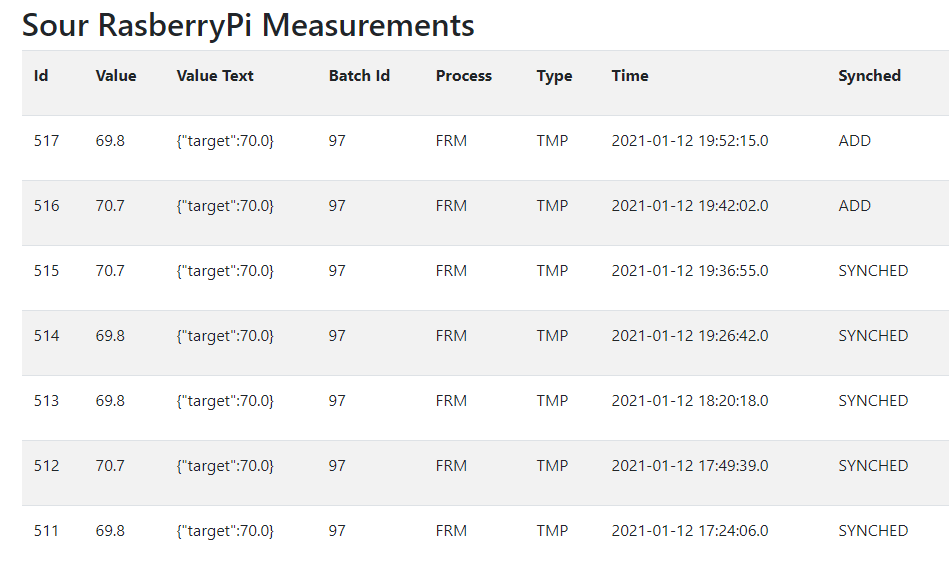 Sour RasberryPi Measurements
Id Value Value Text Batch Id Process Type Time Synched
517 69.8 {"target":70.0} 97 FRM TMP 2021-01-12 19:52:15.0 ADD
516 70.7 {"target":70.0} 97 FRM TMP 2021-01-12 19:42:02.0 ADD
515 70.7 {"target":70.0} 97 FRM TMP 2021-01-12 19:36:55.0 SYNCHED
514 69.8 {"target":70.0} 97 FRM TMP 2021-01-12 19:26:42.0 SYNCHED
513 69.8 {"target":70.0} 97 FRM TMP 2021-01-12 18:20:18.0 SYNCHED
512 70.7 {"target":70.0} 97 FRM TMP 2021-01-12 17:49:39.0 SYNCHED
511 69.8 {"target":70.0} 97 FRM TMP 2021-01-12 17:24:06.0 SYNCHED